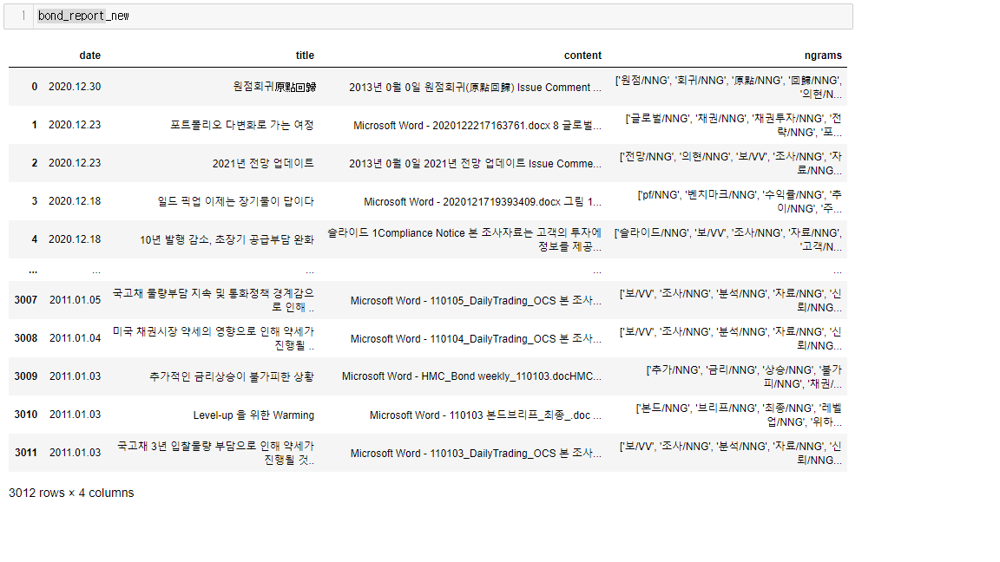 1 bond_report_new
date title content ngrams
0 2020.12.30 원점회귀原點回歸 2013년 0월 0일 원점회귀(原點回歸) Issue Comment ... ['원점/NNG', '회귀/NNG', '原點/NNG', '回歸/NNG',
'의현/N...
1 2020.12.23 포트폴리오 다변화로 가는 여정 Microsoft Word - 2020122217163761.docx 8 글로벌... ['글로벌/NNG', '채권/NNG', '채권투자/NNG', '전
략/NNG', '포...
2 2020.12.23 2021년 전망 업데이트 2013년 0월 0일 2021년 전망 업데이트 Issue Comme... ['전망/NNG', '의현/NNG', '보/VV', '조사/NNG', '자
료/NNG...
3 2020.12.18 일드 픽업 이제는 장기물이 답이다 Microsoft Word - 2020121719393409.docx 그림 1... ['pf/NNG', '벤치마크/NNG', '수익률/NNG', '추
이/NNG', '주...
4 2020.12.18 10년 발행 감소, 초장기 공급부담 완화 슬라이드 1Compliance Notice 본 조사자료는 고객의 투자에
정보를 제공... ['슬라이드/NNG', '보/VV', '조사/NNG', '자료/NNG',
'고객/N...
... ... ... ... ...
3007 2011.01.05 국고채 물량부담 지속 및 통화정책 경계감으
로 인해 .. Microsoft Word - 110105_DailyTrading_OCS 본 조사... ['보/VV', '조사/NNG', '분석/NNG', '자료/NNG', '신
뢰/NNG...
3008 2011.01.04 미국 채권시장 약세의 영향으로 인해 약세가
진행될 .. Microsoft Word - 110104_DailyTrading_OCS 본 조사... ['보/VV', '조사/NNG', '분석/NNG', '자료/NNG', '신
뢰/NNG...
3009 2011.01.03 추가적인 금리상승이 불가피한 상황 Microsoft Word - HMC_Bond weekly_110103.docHMC... ['추가/NNG', '금리/NNG', '상승/NNG', '불가
피/NNG', '채권/...
3010 2011.01.03 Level-up 을 위한 Warming Microsoft Word - 110103 본드브리프_최종_.doc ... ['본드/NNG', '브리프/NNG', '최종/NNG', '레벨
업/NNG', '위하...
3011 2011.01.03 국고채 3년 입찰물량 부담으로 인해 약세가
진행될 것.. Microsoft Word - 110103_DailyTrading_OCS 본 조사... ['보/VV', '조사/NNG', '분석/NNG', '자료/NNG', '신
뢰/NNG...
3012 rows × 4 columns